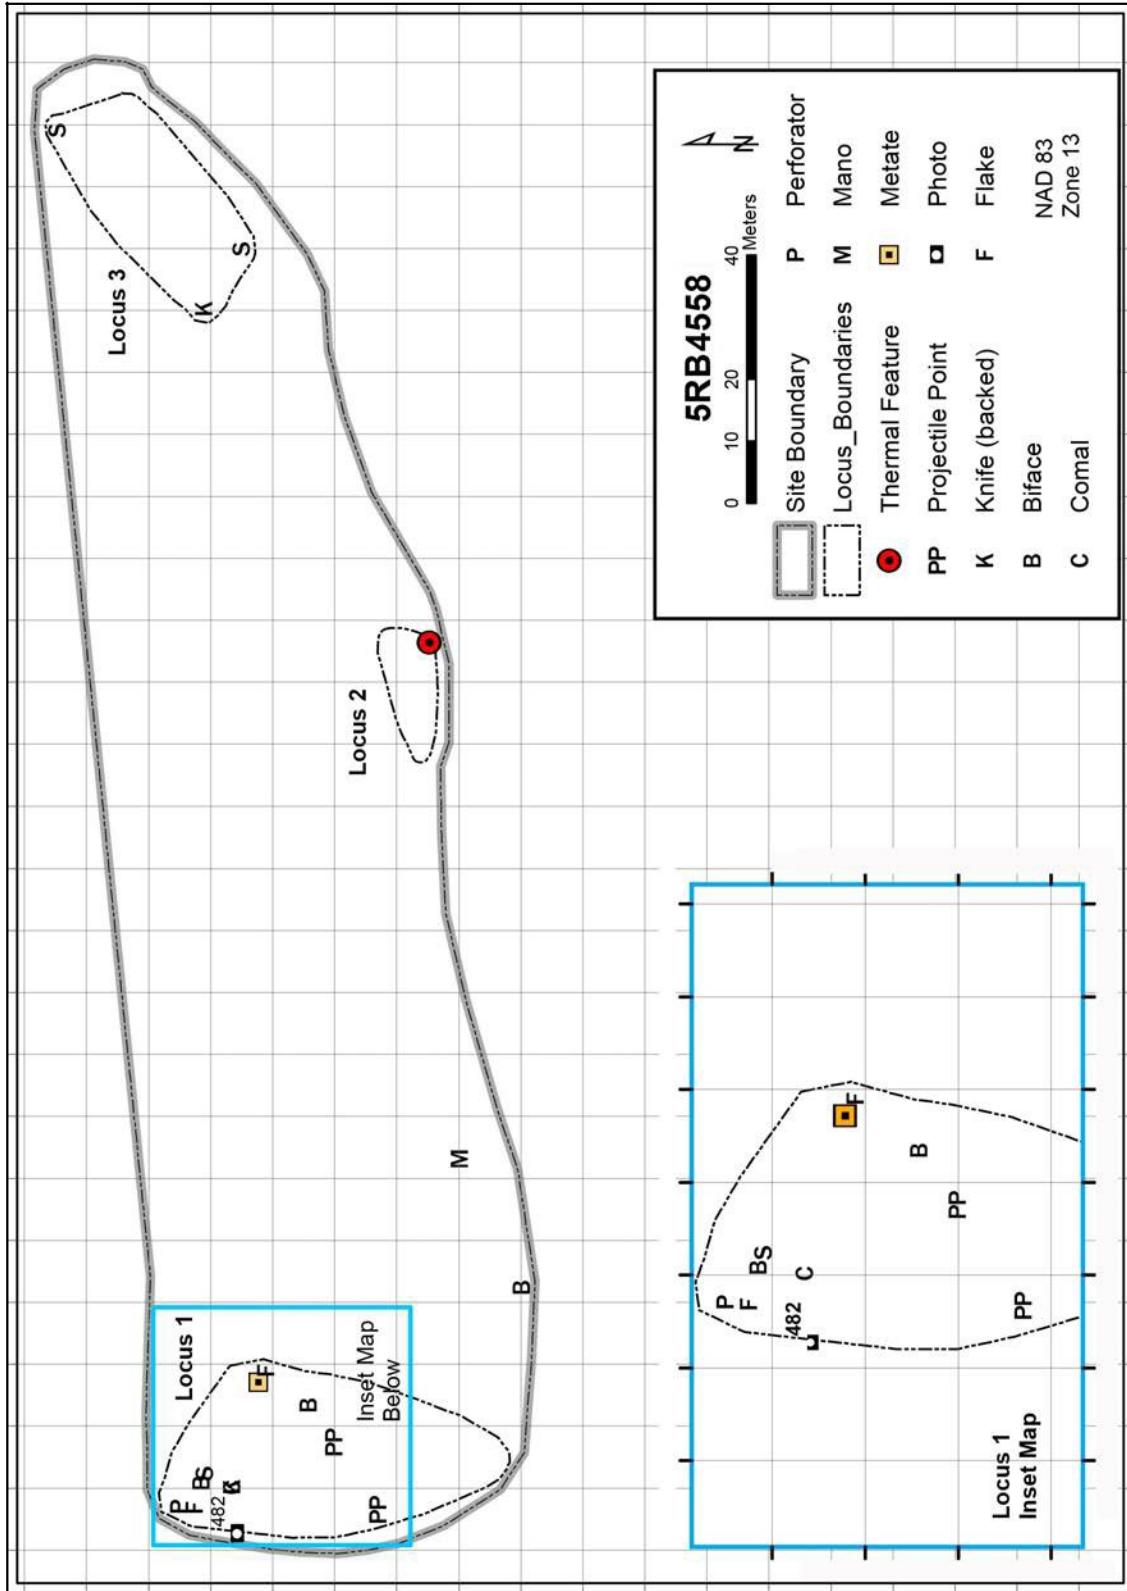 5RB4558
0 10 20 40 Meters
N
Site Boundary
Locus_Boundaries
Thermal Feature
PP Projectile Point
K Knife (backed)
B Biface
C Comal
P Perforator
M Mano
Metate
Photo
F Flake
NAD 83
Zone 13
Locus 1
P
F
B S
482
F
B
PP
PP
Inset Map
Below
B
M
Locus 2
Locus 3
K
S
S
Locus 1
Inset Map
P
F
B S
C
482
F
B
PP
PP